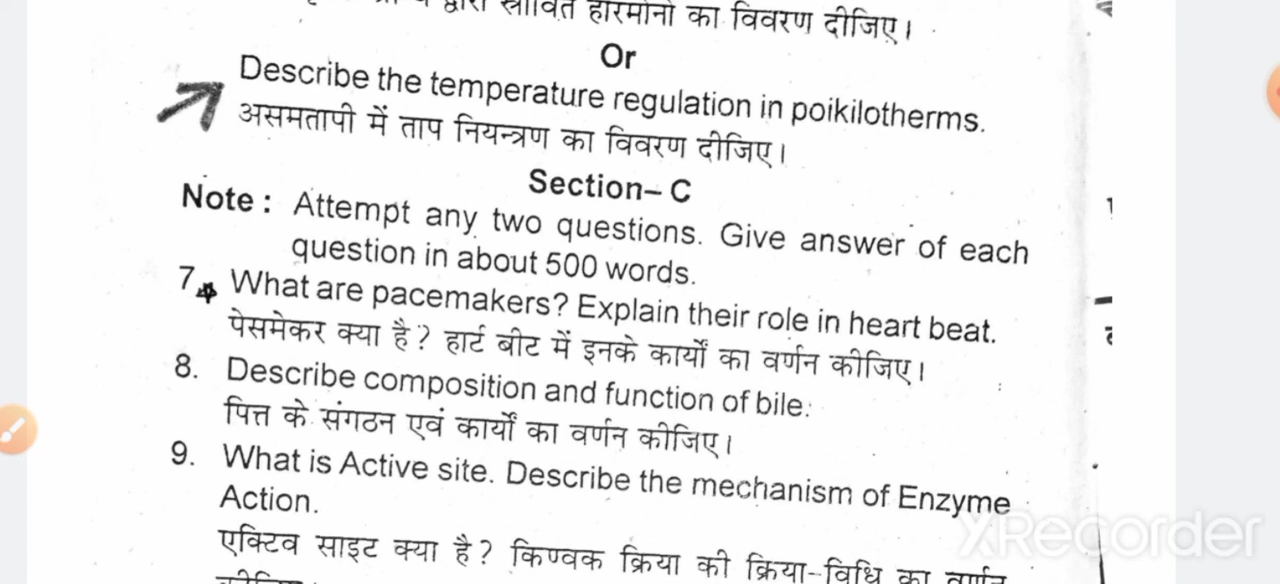 द्वारा स्रावित हारमोनों का विवरण दीजिए।
Or
Describe the temperature regulation in poikilotherms.
असमतापी में ताप नियन्त्रण का विवरण दीजिए।
Section– C
Note : Attempt any two questions. Give answer of each
question in about 500 words.
7. What are pacemakers? Explain their role in heart beat.
पेसमेकर क्या है? हार्ट बीट में इनके कार्यों का वर्णन कीजिए।
8. Describe composition and function of bile.
पित्त के संगठन एवं कार्यों का वर्णन कीजिए।
9. What is Active site. Describe the mechanism of Enzyme
Action.
एक्टिव साइट क्या है? किण्वक क्रिया की क्रिया-विधि का वर्णन
कीजिए।
XRecorder